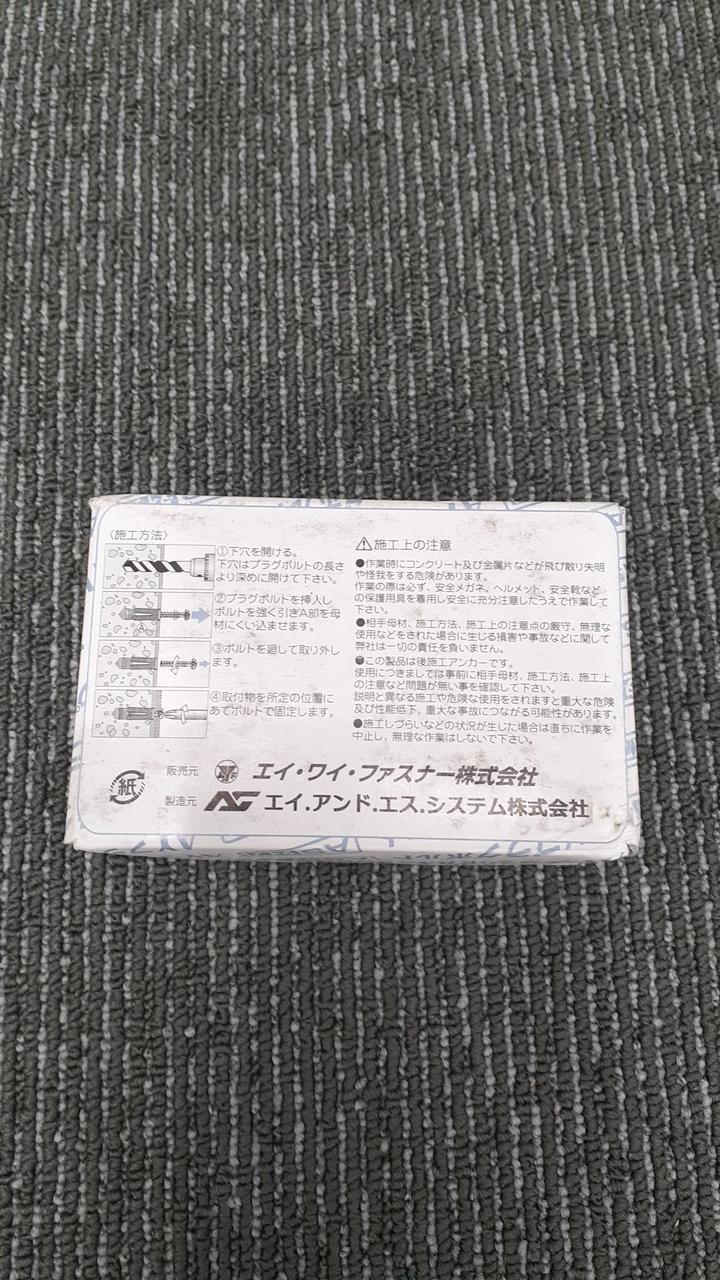 〈施工方法〉
①下穴を開ける。
下穴はプラグボルトの長さ
より深めに開けて下さい。
②プラグボルトを挿入し
ボルトを強く引きA部を母
材にくい込ませます。
A
③ボルトを廻して取り外し
ます。
④取付物を所定の位置に
あてボルトで固定します。
⚠施工上の注意
●作業時にコンクリート及び金属片などが飛び散り失明
や怪我をする危険があります。
作業の際は必ず、安全メガネ、ヘルメット、安全靴など
の保護用具を着用し安全に充分注意したうえで作業して
下さい。
●相手母材、施工方法、施工上の注意点の厳守、無理な
使用などをされた場合に生じる損害や事故などに関して
弊社は一切の責任を負いません。
●この製品は後施工アンカーです。
使用につきましては事前に相手母材、施工方法、施工上
の注意など問題が無い事を確認して下さい。
説明と異なる施工や危険な使用をされますと重大な危険
及び性能低下、重大な事故につながる可能性があります。
●施工しづらいなどの状況が生じた場合は直ちに作業を
中止し、無理な作業はしないで下さい。
紙
販売元 エイ・ワイ・ファスナー株式会社
製造元 エイ.アンド.エス.システム株式会社